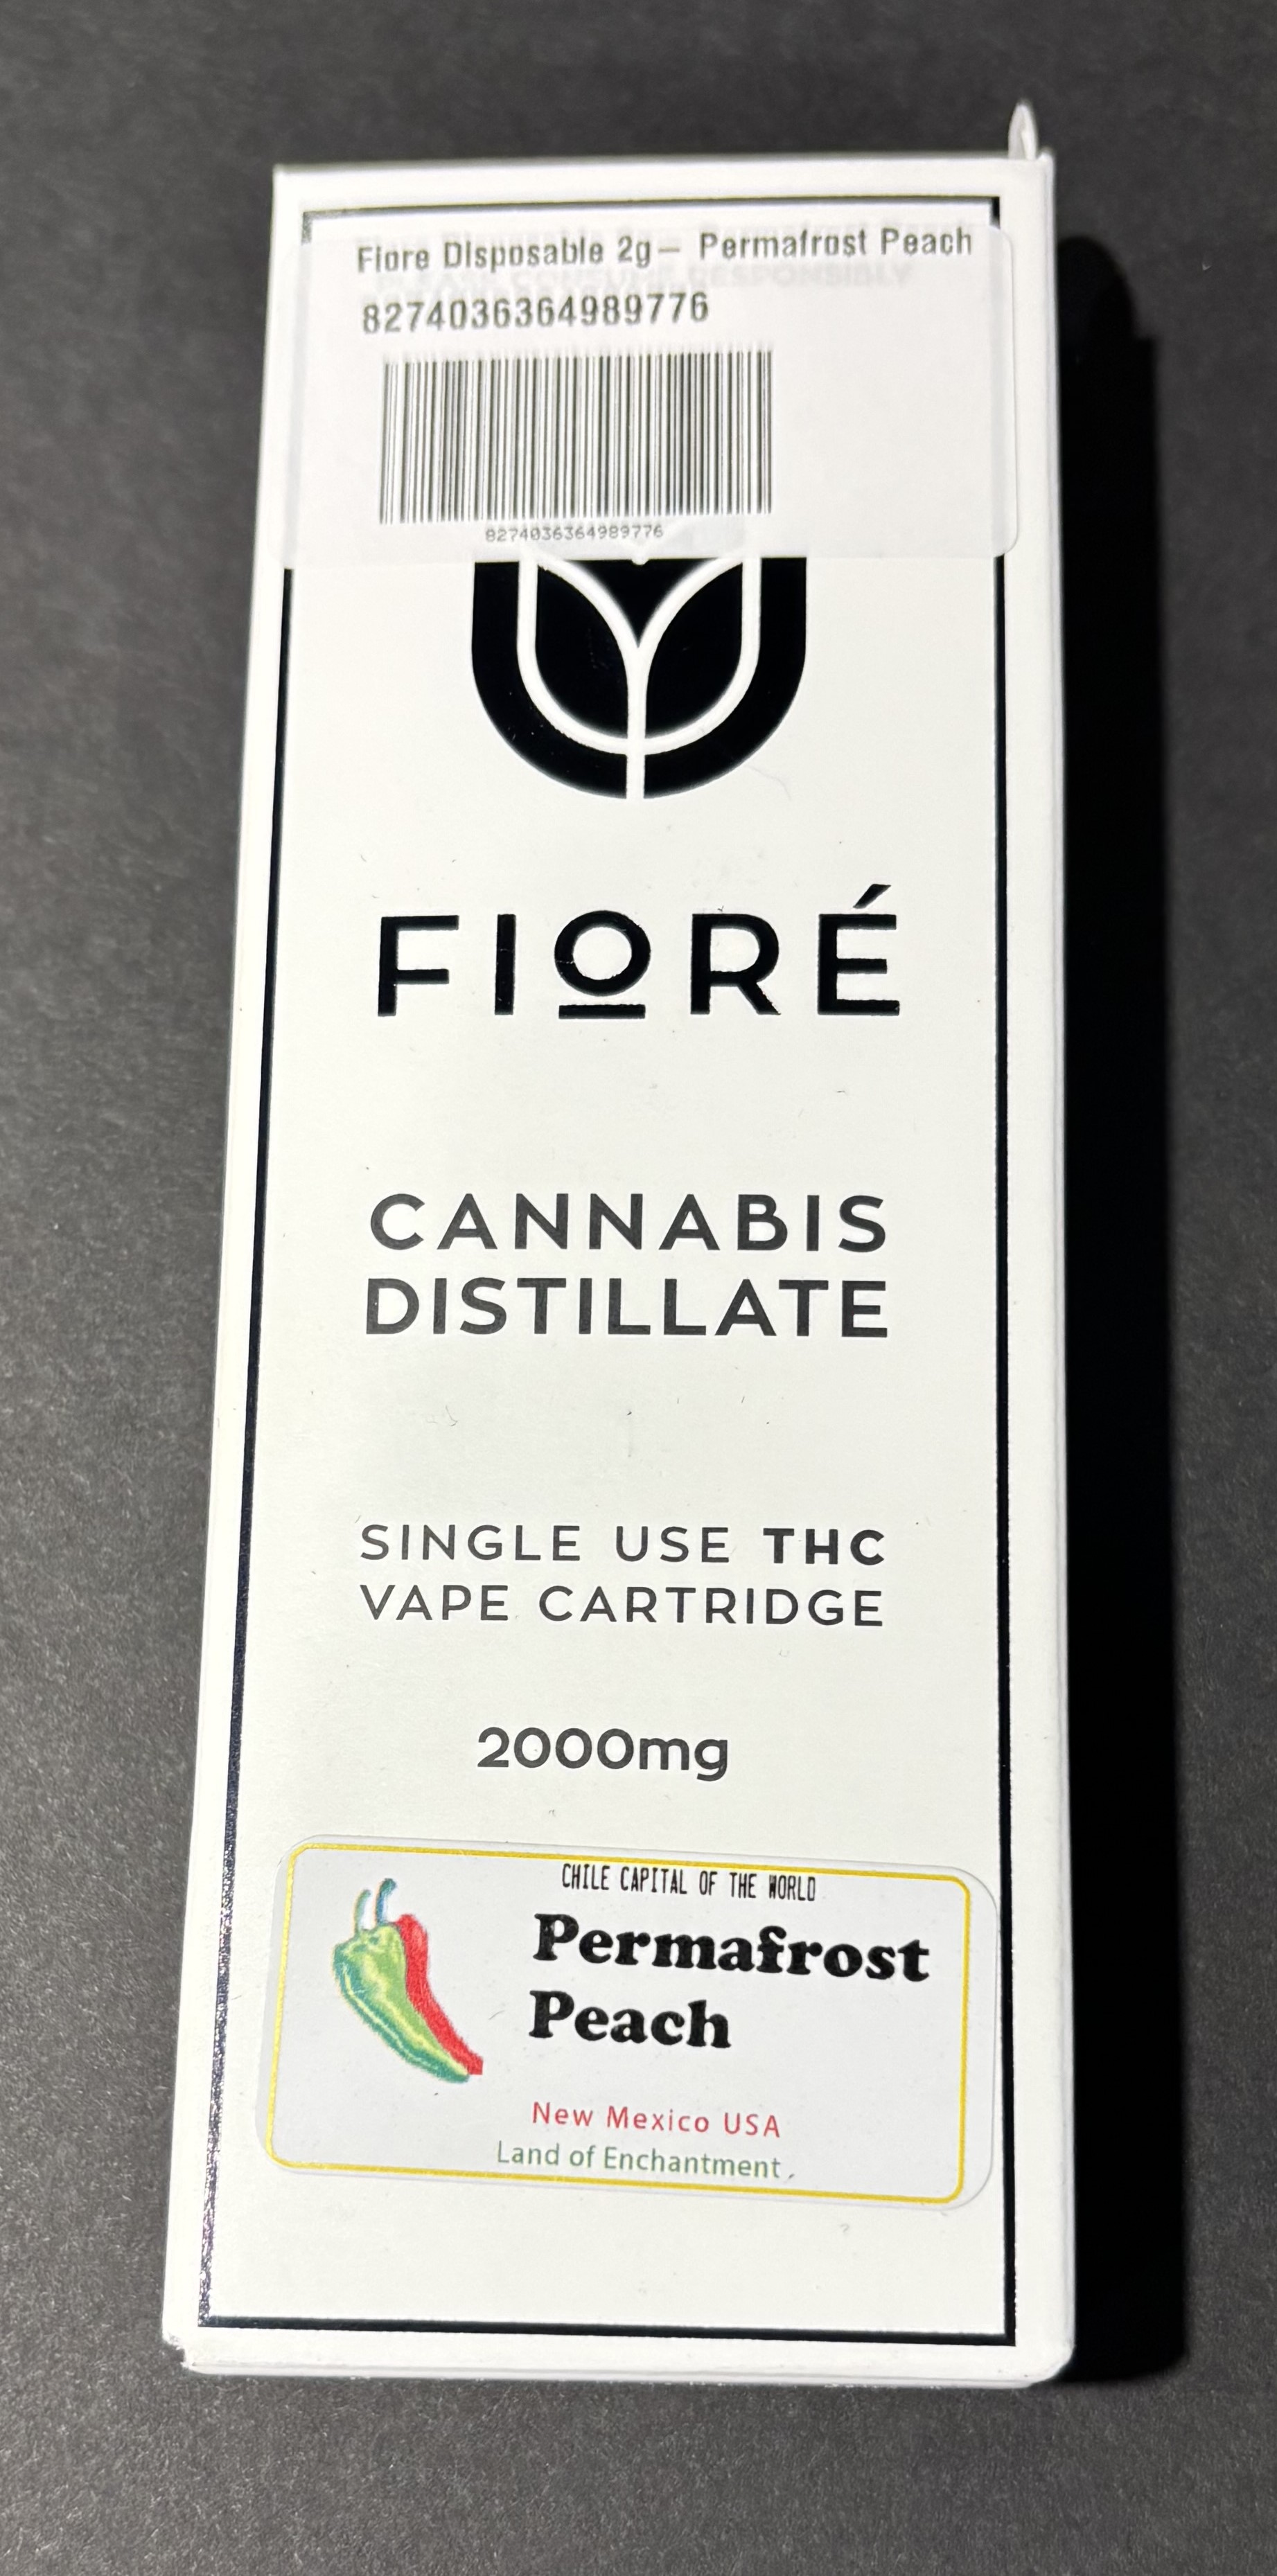 Fiore Disposable 2g— Permafrost Peach
8274036364989776
8274036364989776
FIORÉ
CANNABIS
DISTILLATE
SINGLE USE THC
VAPE CARTRIDGE
2000mg
CHILE CAPITAL OF THE WORLD
Permafrost
Peach
New Mexico USA
Land of Enchantment